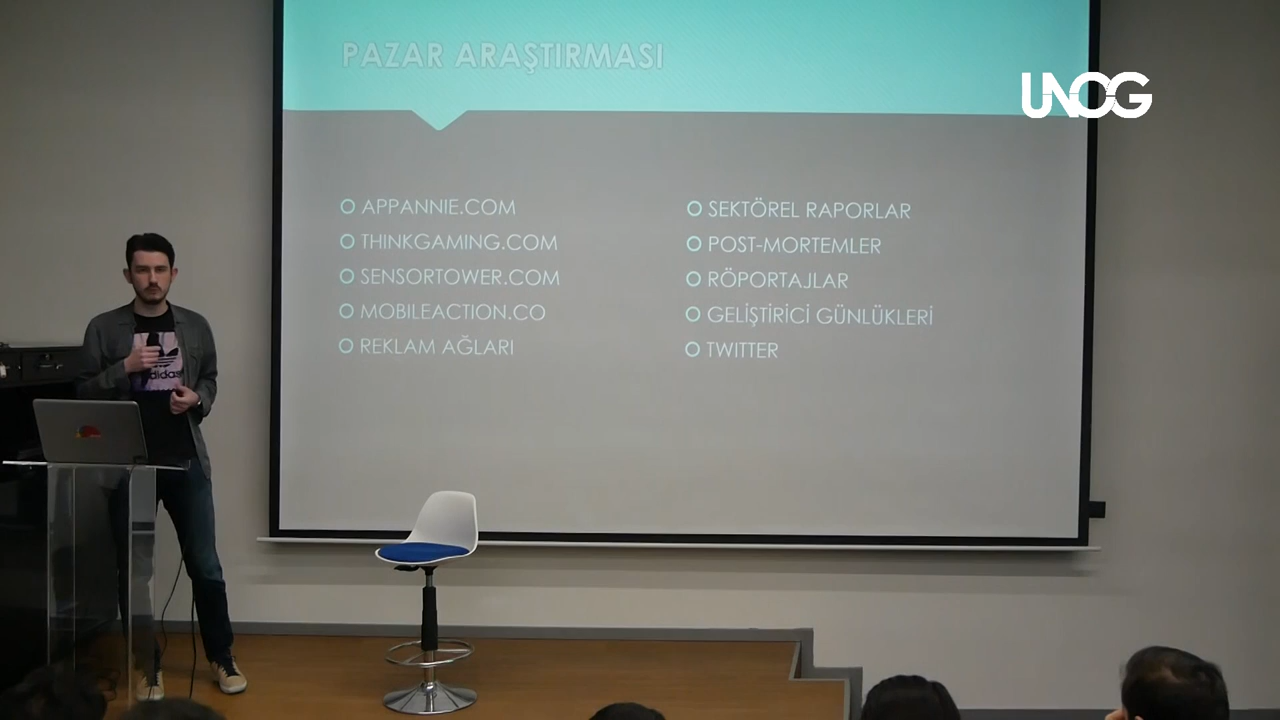 PAZAR ARAŞTIRMASI
UNOG
APPANNIE.COM
THINKGAMING.COM
SENSORTOWER.COM
MOBILEACTION.CO
REKLAM AĞLARI
SEKTÖREL RAPORLAR
POST-MORTEMLER
RÖPORTAJLAR
GELİŞTİRİCİ GÜNLÜKLERİ
TWITTER
adidas